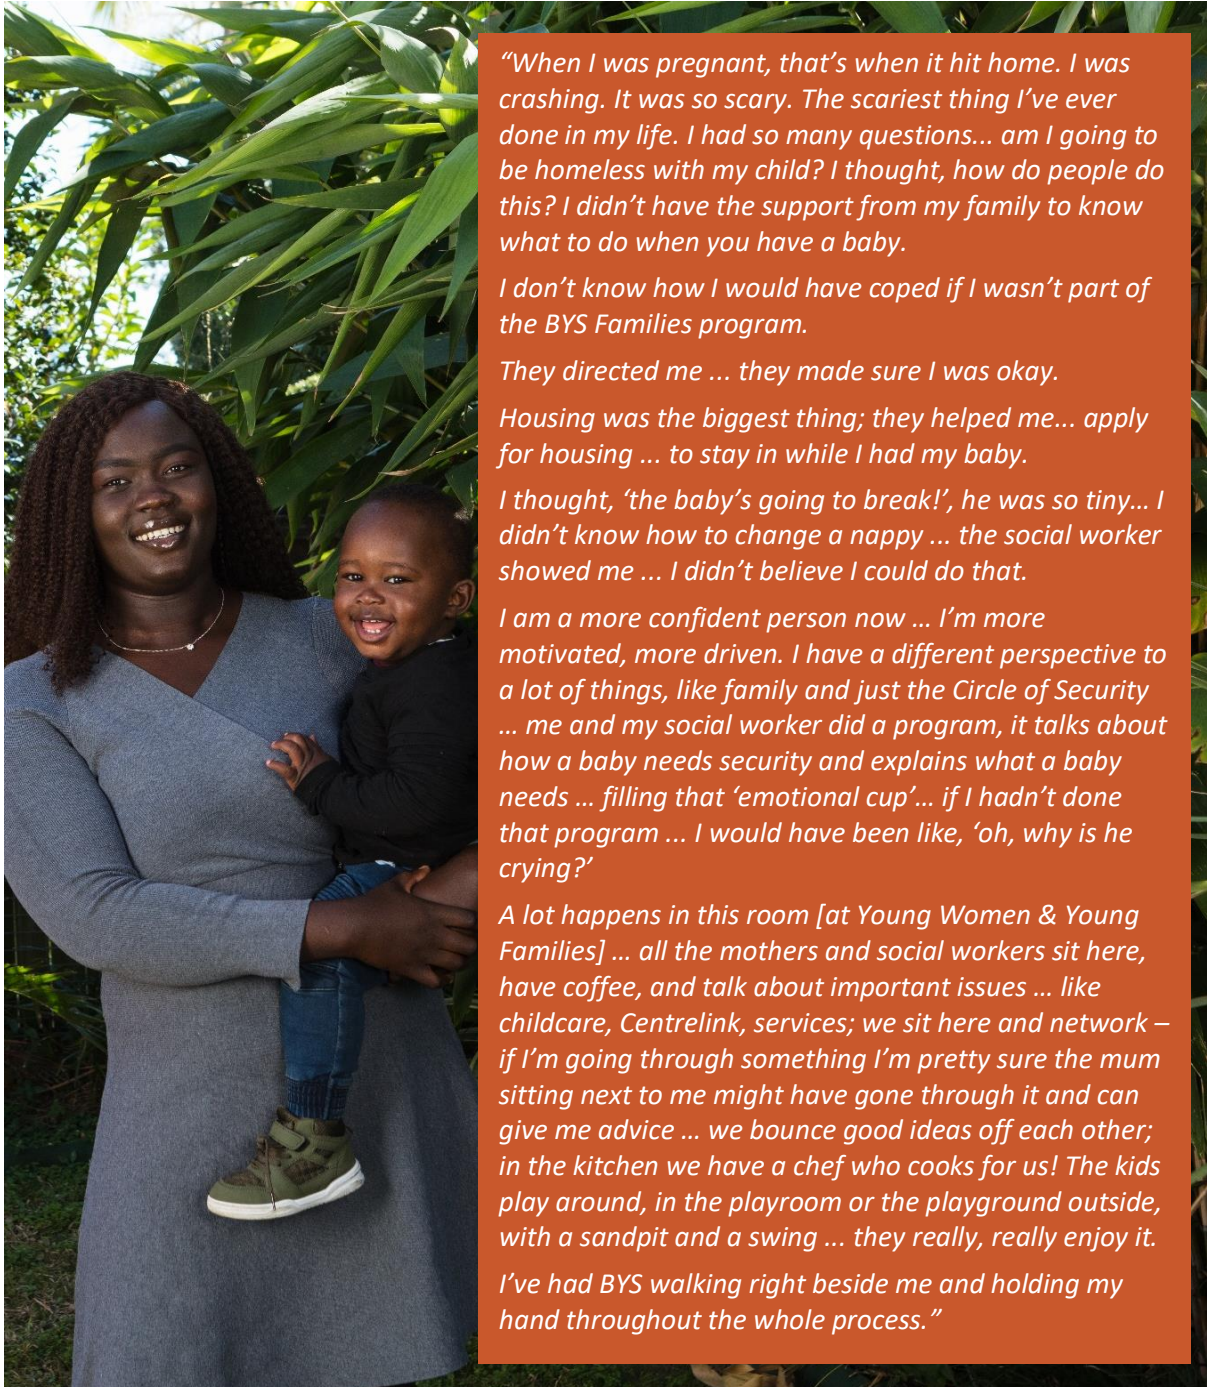 “When I was pregnant, that’s when it hit home. I was
crashing. It was so scary. The scariest thing I’ve ever
done in my life. I had so many questions... am I going to
be homeless with my child? I thought, how do people do
this? I didn’t have the support from my family to know
what to do when you have a baby.
I don’t know how I would have coped if I wasn’t part of
the BYS Families program.
They directed me ... they made sure I was okay.
Housing was the biggest thing; they helped me... apply
for housing ... to stay in while I had my baby.
I thought, ‘the baby’s going to break!’, he was so tiny… I
didn’t know how to change a nappy ... the social worker
showed me ... I didn’t believe I could do that.
I am a more confident person now … I’m more
motivated, more driven. I have a different perspective to
a lot of things, like family and just the Circle of Security
… me and my social worker did a program, it talks about
how a baby needs security and explains what a baby
needs … filling that ‘emotional cup’… if I hadn’t done
that program ... I would have been like, ‘oh, why is he
crying?’
A lot happens in this room [at Young Women & Young
Families] … all the mothers and social workers sit here,
have coffee, and talk about important issues … like
childcare, Centrelink, services; we sit here and network –
if I’m going through something I’m pretty sure the mum
sitting next to me might have gone through it and can
give me advice … we bounce good ideas off each other;
in the kitchen we have a chef who cooks for us! The kids
play around, in the playroom or the playground outside,
with a sandpit and a swing ... they really, really enjoy it.
I’ve had BYS walking right beside me and holding my
hand throughout the whole process.”